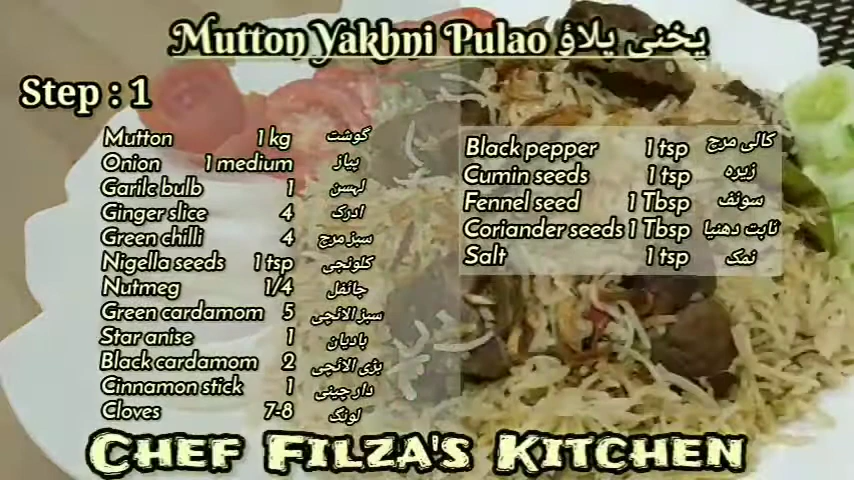 Mutton Yakhni Pulao یخنی پلاؤ
Step : 1
Mutton 1 kg گوشت
Onion 1 medium پیاز
Garilc bulb 1 لہسن
Ginger slice 4 ادرک
Green chilli 4 سبز مرچ
Nigella seeds 1 tsp کلونجی
Nutmeg 1/4 جائفل
Green cardamom 5 سبز الائچی
Star anise 1 بادیان
Black cardamom 2 بڑی الائچی
Cinnamon stick 1 دار چینی
Cloves 7-8 لونگ
Black pepper 1 tsp کالی مرچ
Cumin seeds 1 tsp زیرہ
Fennel seed 1 Tbsp سونف
Coriander seeds 1 Tbsp ثابت دھنیا
Salt 1 tsp نمک
Chef Filza's Kitchen